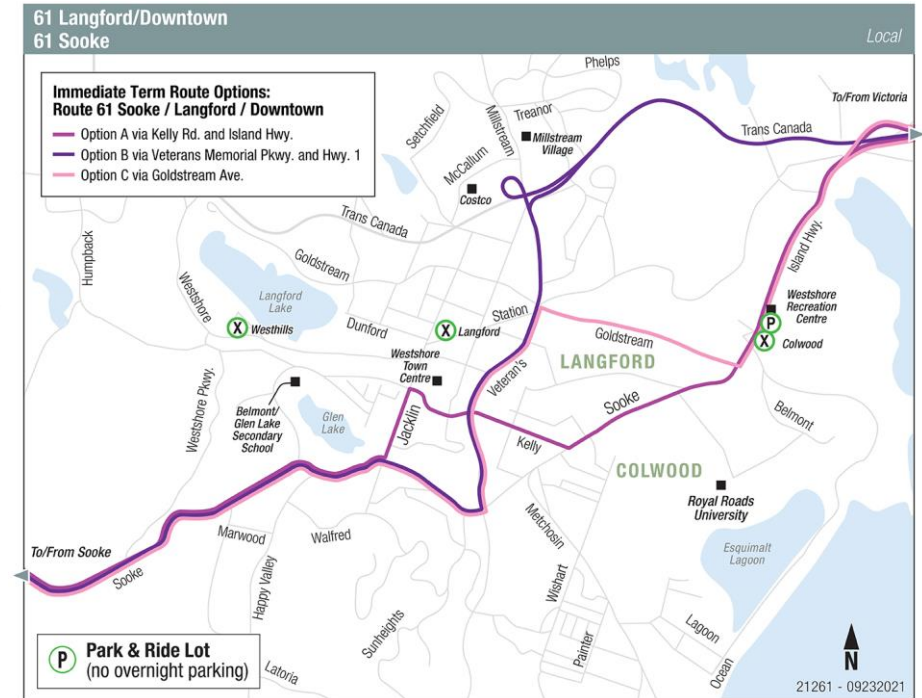 61 Langford/Downtown
61 Sooke
Local
Immediate Term Route Options:
Route 61 Sooke / Langford / Downtown
Option A via Kelly Rd. and Island Hwy.
Option B via Veterans Memorial Pkwy. and Hwy. 1
Option C via Goldstream Ave.
Phelps
To/From Victoria
Setchfield
Millstream
Treanor
Millstream
Village
Trans Canada
McCallum
Costco
Trans Canada
Humpback
Goldstream
Island Hwy.
Westshore
Langford
Lake
Westshore
Recreation
Centre
P
X Westhills
Dunford
X Langford
Station
Goldstream
X Colwood
Westshore
Town
Centre
Veteran's
LANGFORD
Westshore Pkwy.
Belmont/
Glen Lake
Secondary
School
Glen
Lake
Jacklin
Sooke
Belmont
Kelly
COLWOOD
Royal Roads
University
Metchosin
Marwood
Walfred
To/From Sooke
Esquimalt
Lagoon
Sooke
Happy Valley
Wishart
Sunheights
Painter
Lagoon
P Park & Ride Lot
(no overnight parking)
Latoria
Ocean
N
21261 - 09232021